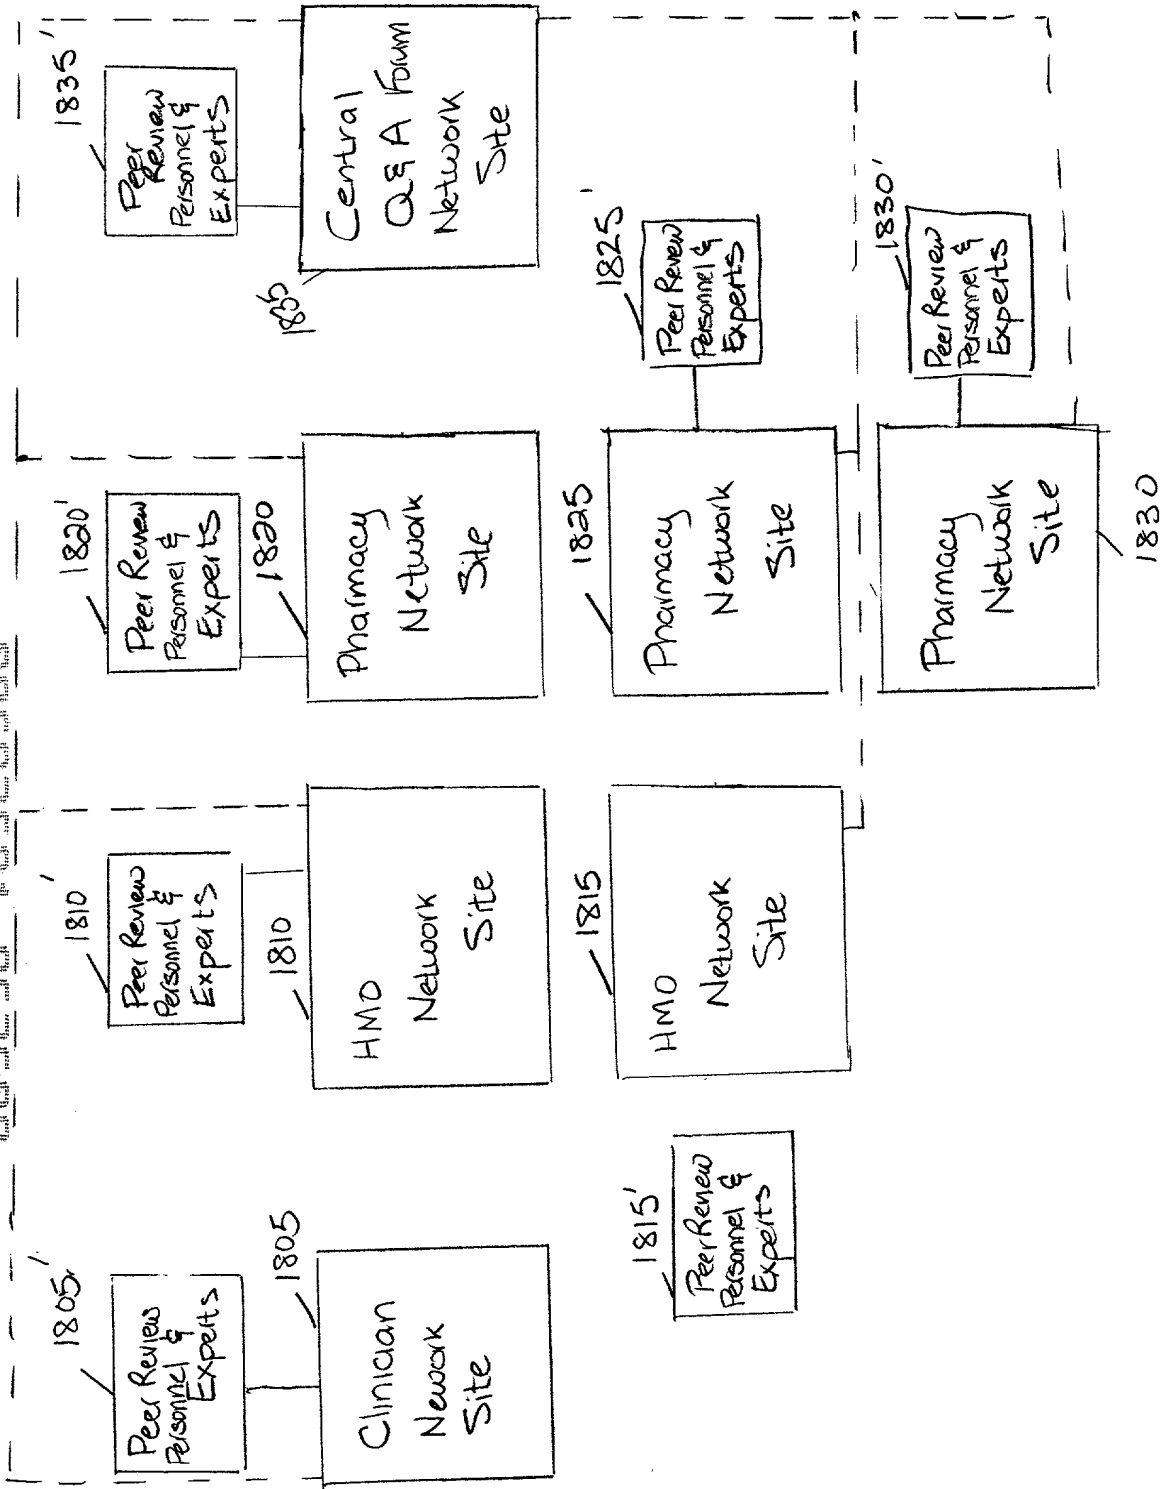 1805'
Peer Review
Personnel &
Experts
1805
Clinician
Nework
Site
1810'
Peer Review
Personnel &
Experts
1810
HMO
Network
Site
1815
HMO
Network
Site
1815'
Peer Review
Personnel &
Experts
1820'
Peer Review
Personnel &
Experts
1820
Pharmacy
Network
Site
1825
Pharmacy
Network
Site
1825'
Peer Review
Personnel &
Experts
Pharmacy
Network
Site
1830
1830'
Peer Review
Personnel &
Experts
1835'
Peer
Review
Personnel &
Experts
1835
Central
Q & A Forum
Network
Site